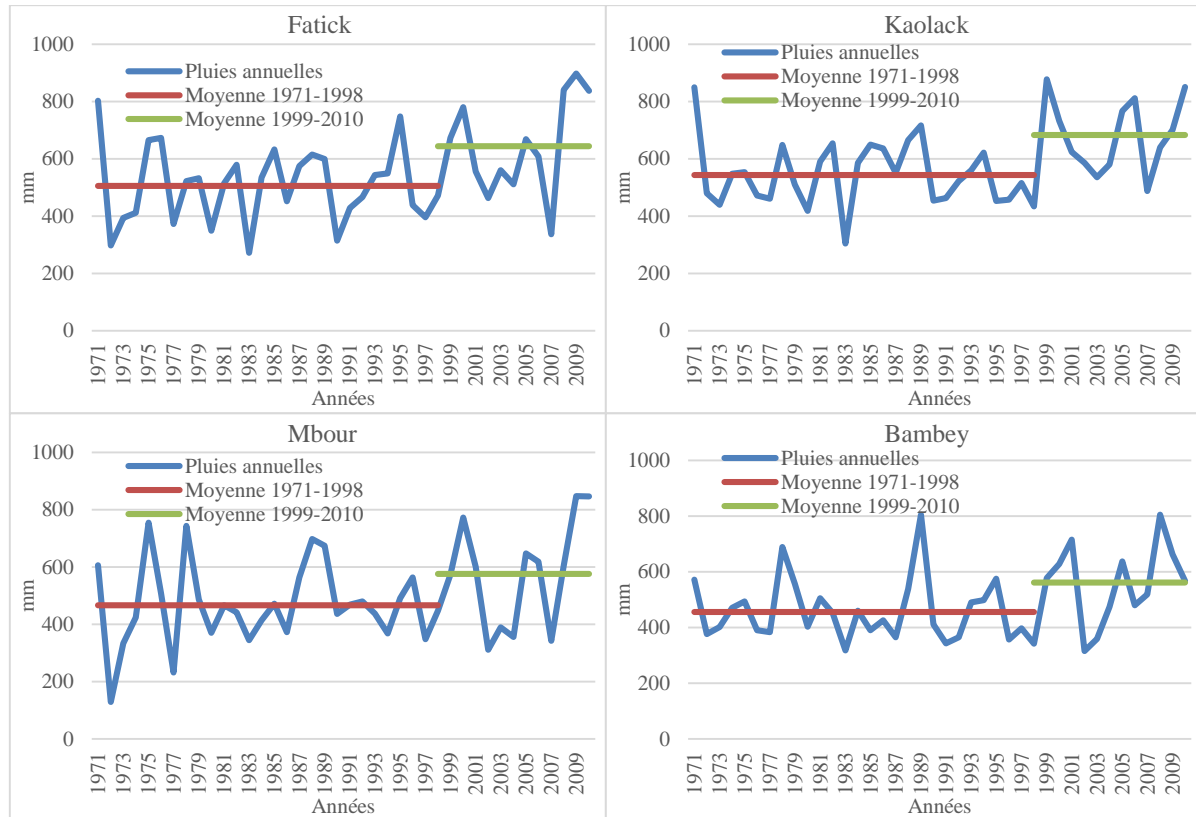 Fatick
1000
800
600
400
200
0
mm
Pluies annuelles
Moyenne 1971-1998
Moyenne 1999-2010
1971 1973 1975 1977 1979 1981 1983 1985 1987 1989 1991 1993 1995 1997 1999 2001 2003 2005 2007 2009
Années
Kaolack
1000
800
600
400
200
0
mm
Pluies annuelles
Moyenne 1971-1998
Moyenne 1999-2010
1971 1973 1975 1977 1979 1981 1983 1985 1987 1989 1991 1993 1995 1997 1999 2001 2003 2005 2007 2009
Années
Mbour
1000
800
600
400
200
0
mm
Pluies annuelles
Moyenne 1971-1998
Moyenne 1999-2010
1971 1973 1975 1977 1979 1981 1983 1985 1987 1989 1991 1993 1995 1997 1999 2001 2003 2005 2007 2009
Années
Bambey
1000
800
600
400
200
0
mm
Pluies annuelles
Moyenne 1971-1998
Moyenne 1999-2010
1971 1973 1975 1977 1979 1981 1983 1985 1987 1989 1991 1993 1995 1997 1999 2001 2003 2005 2007 2009
Années